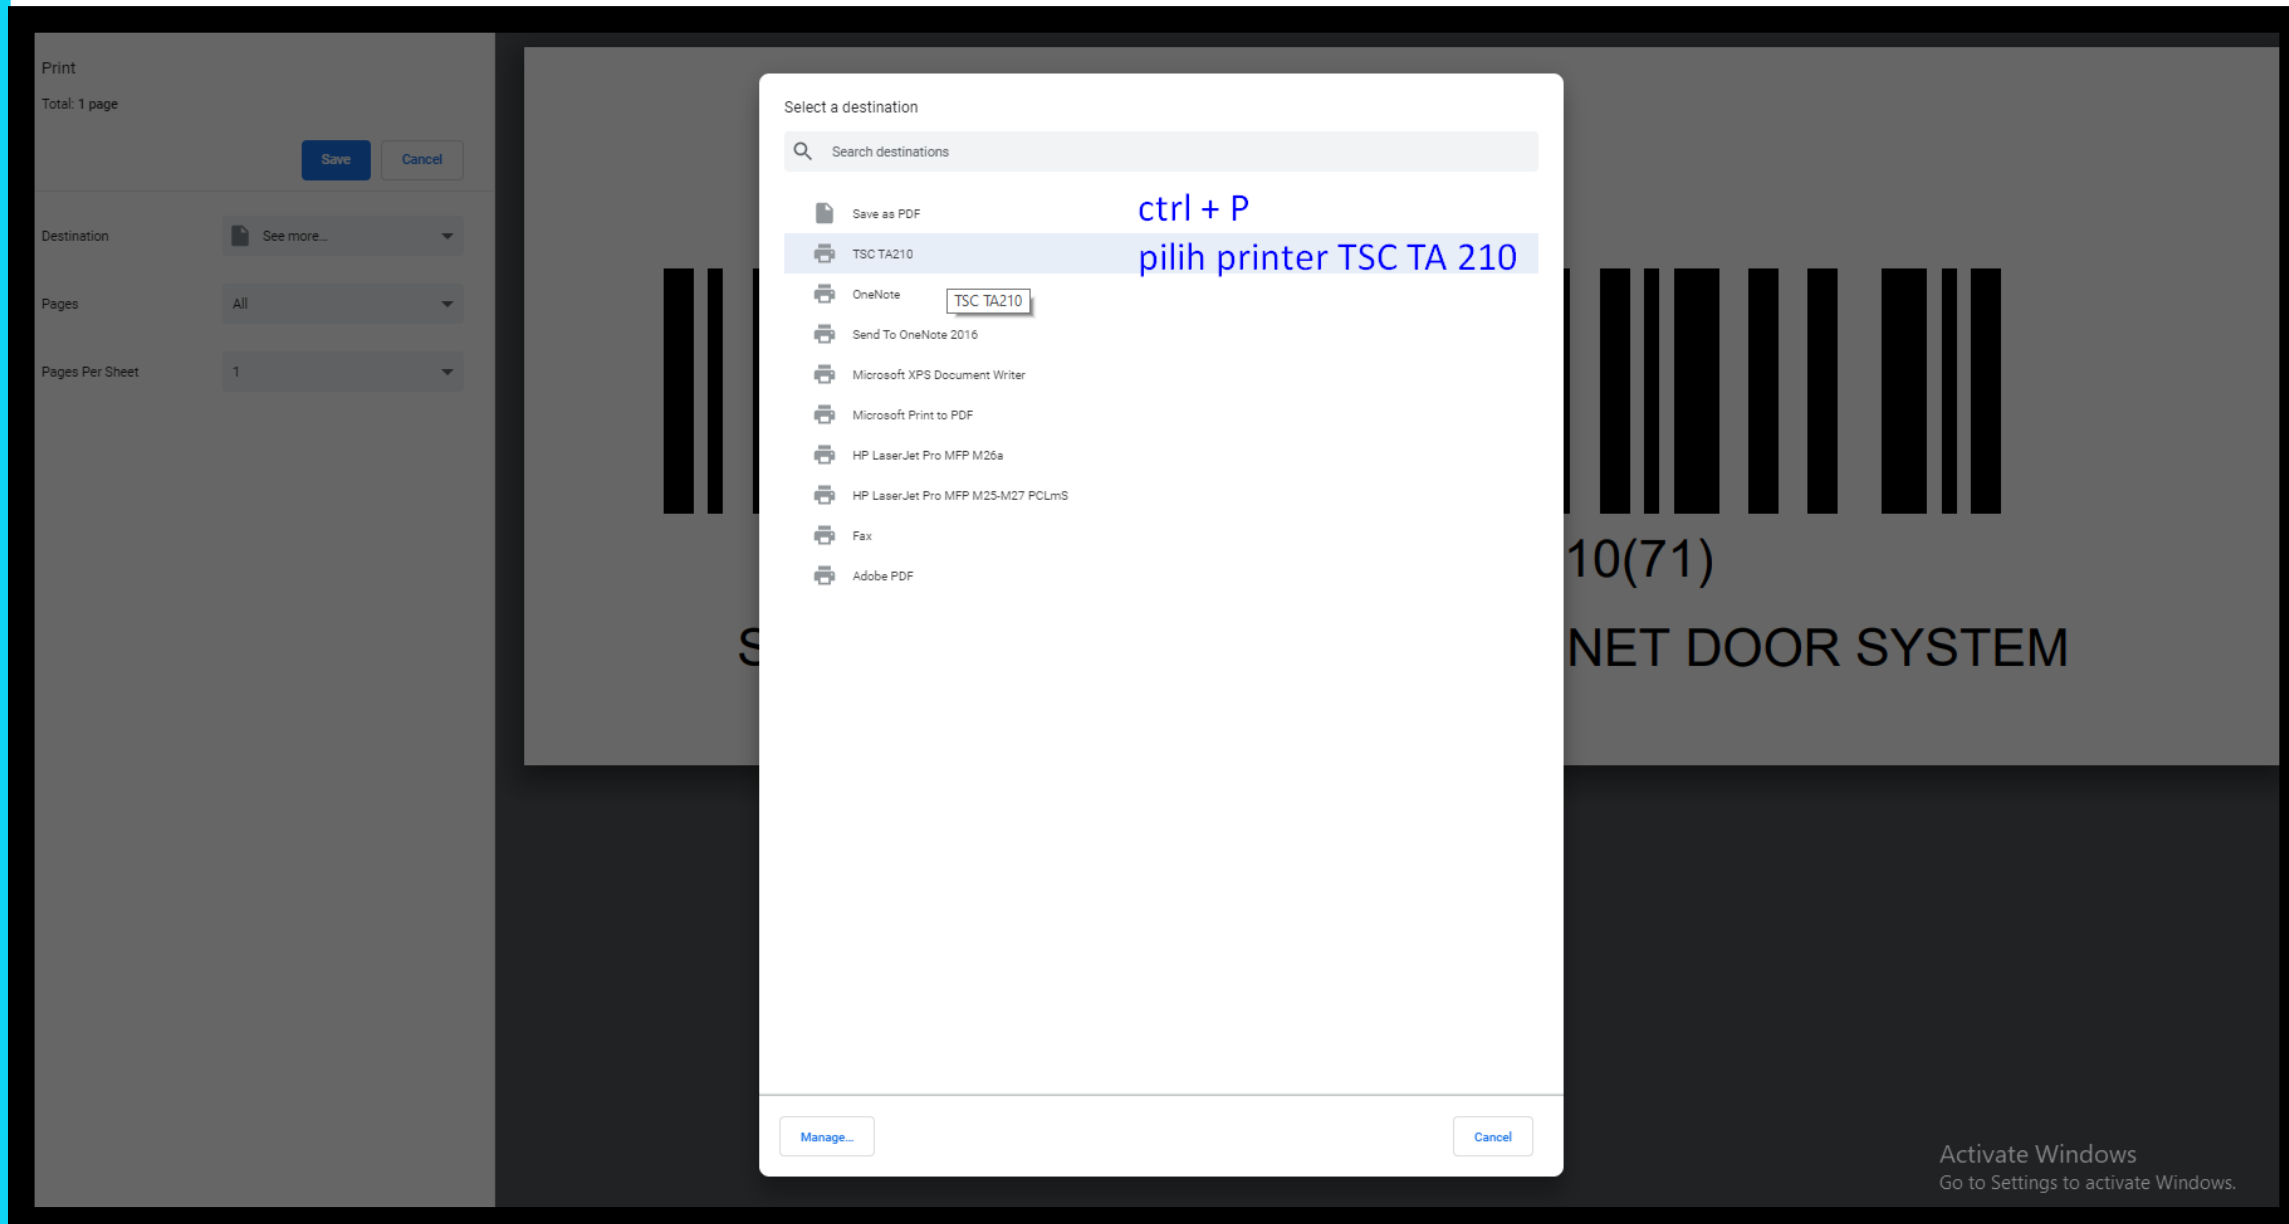 Print
Total: 1 page
Save
Cancel
Destination
See more...
Pages
All
Pages Per Sheet
1
Select a destination
Search destinations
Save as PDF
ctrl + P
TSC TA210
pilih printer TSC TA 210
OneNote
TSC TA210
Send To OneNote 2016
Microsoft XPS Document Writer
Microsoft Print to PDF
HP LaserJet Pro MFP M26a
HP LaserJet Pro MFP M25-M27 PCLmS
Fax
Adobe PDF
Manage...
Cancel
10(71)
S NET DOOR SYSTEM
Activate Windows
Go to Settings to activate Windows.